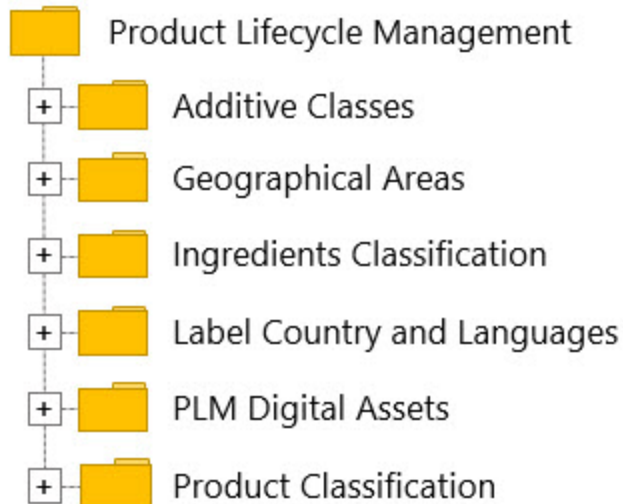 Product Lifecycle Management
Additive Classes
Geographical Areas
Ingredients Classification
Label Country and Languages
PLM Digital Assets
Product Classification